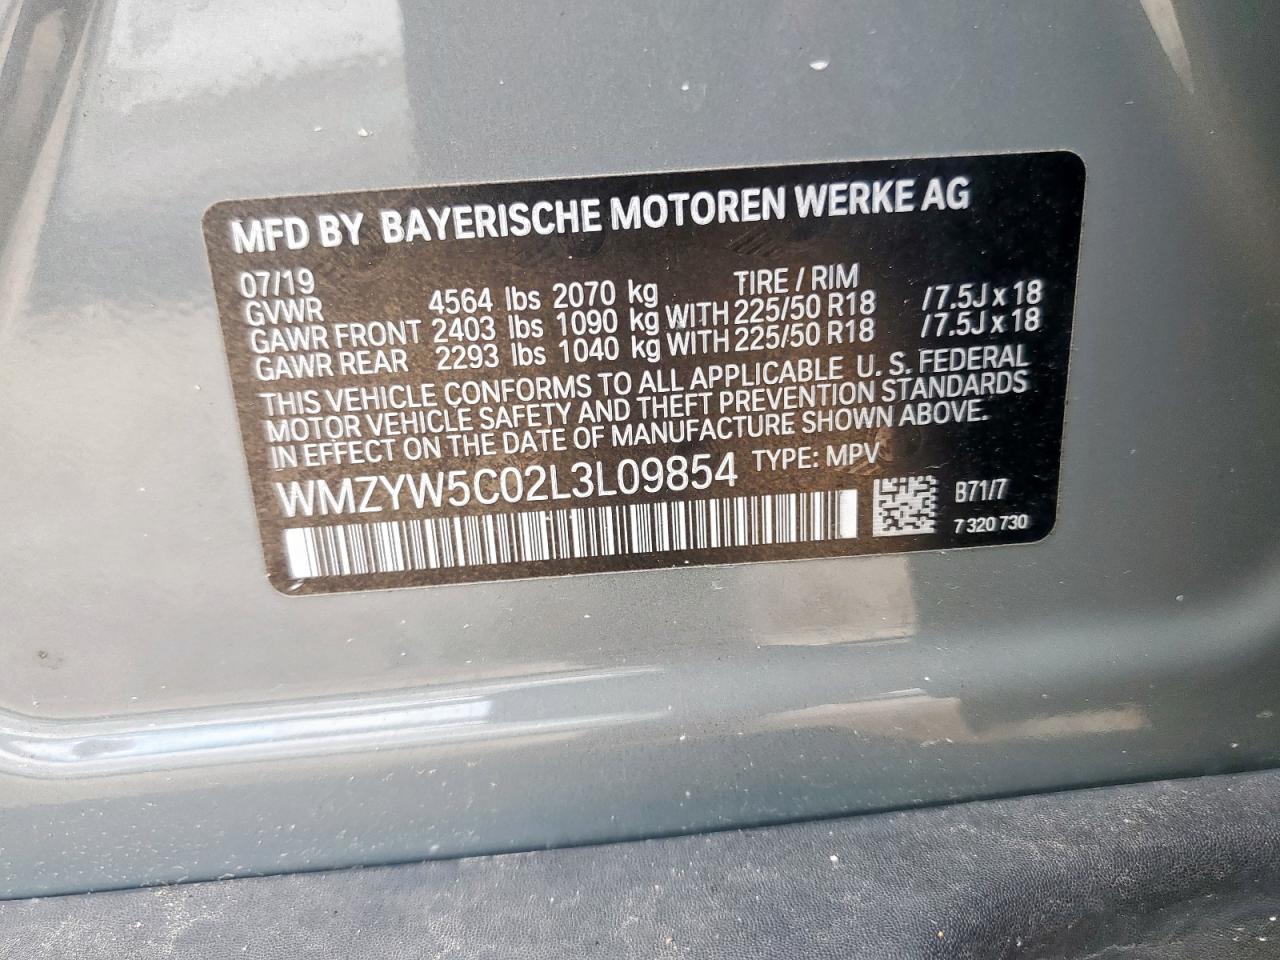 MFD BY BAYERISCHE MOTOREN WERKE AG
07/19 TIRE / RIM
GVWR 4564 lbs 2070 kg
GAWR FRONT 2403 lbs 1090 kg WITH 225/50 R18 /7.5J x 18
GAWR REAR 2293 lbs 1040 kg WITH 225/50 R18 /7.5J x 18
THIS VEHICLE CONFORMS TO ALL APPLICABLE U. S. FEDERAL
MOTOR VEHICLE SAFETY AND THEFT PREVENTION STANDARDS
IN EFFECT ON THE DATE OF MANUFACTURE SHOWN ABOVE.
WMZYW5C02L3L09854 TYPE: MPV
B71/7
7 320 730